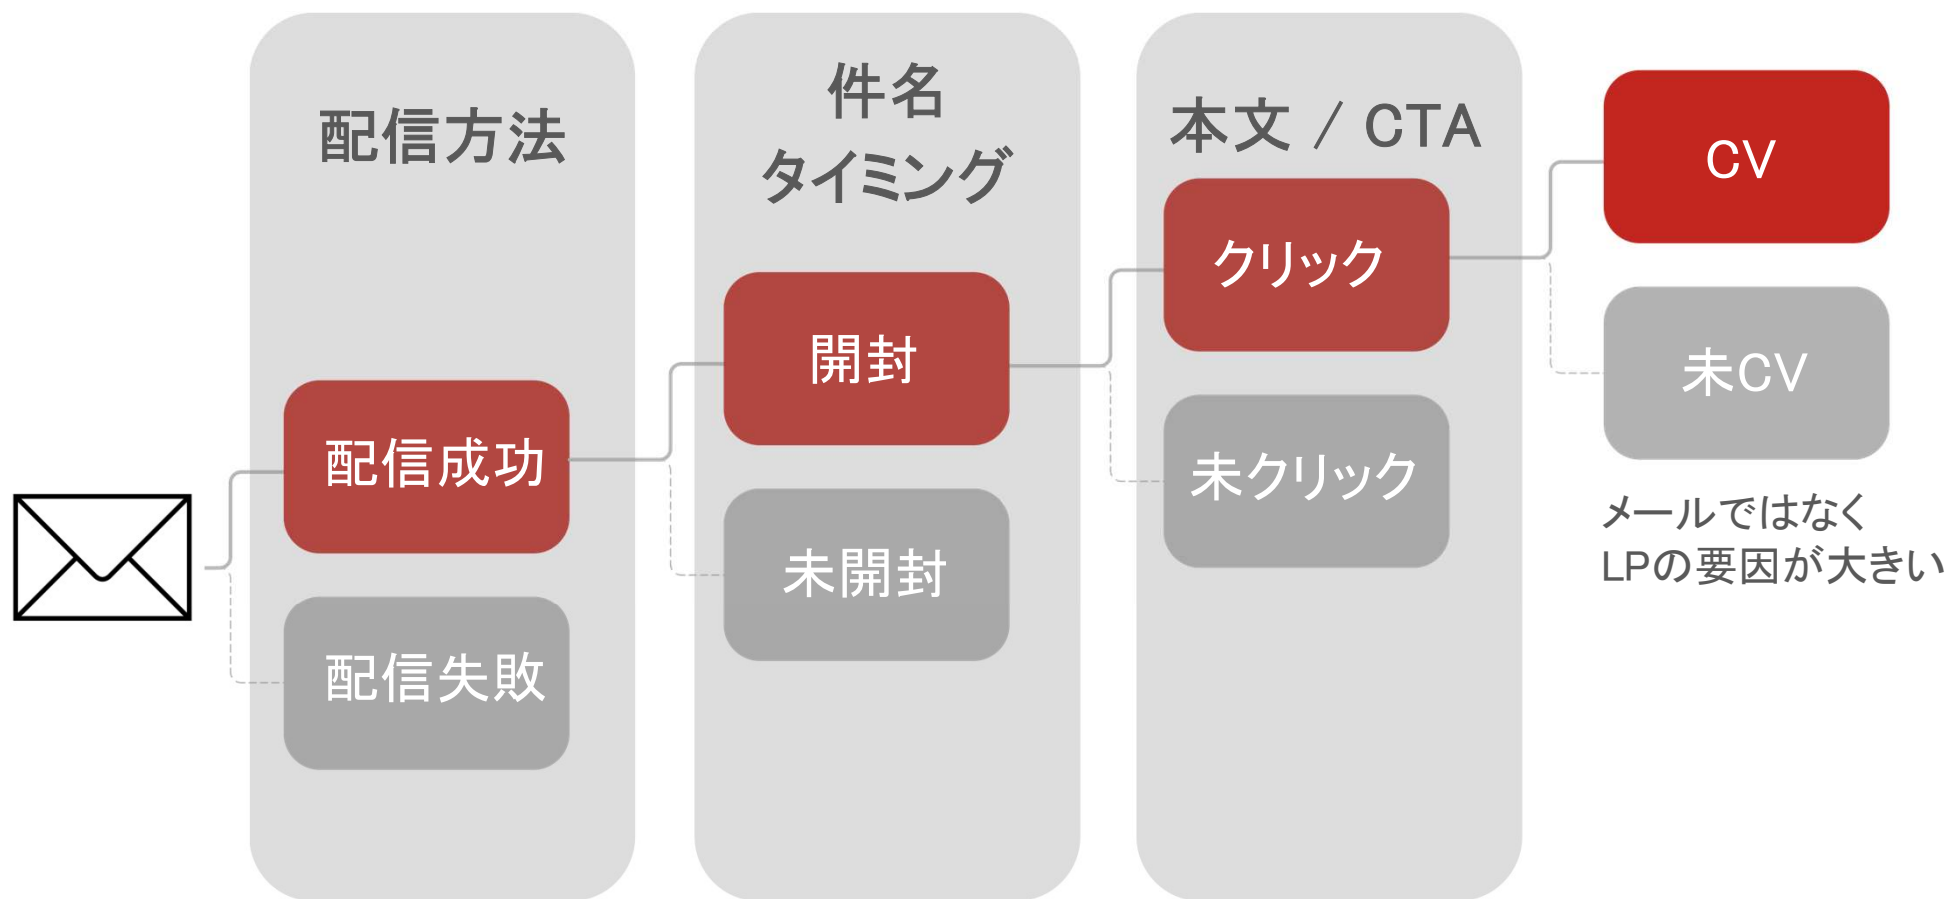 配信方法
配信成功
配信失敗
件名
タイミング
開封
未開封
本文 / CTA
クリック
未クリック
CV
未CV
メールではなく
LPの要因が大きい